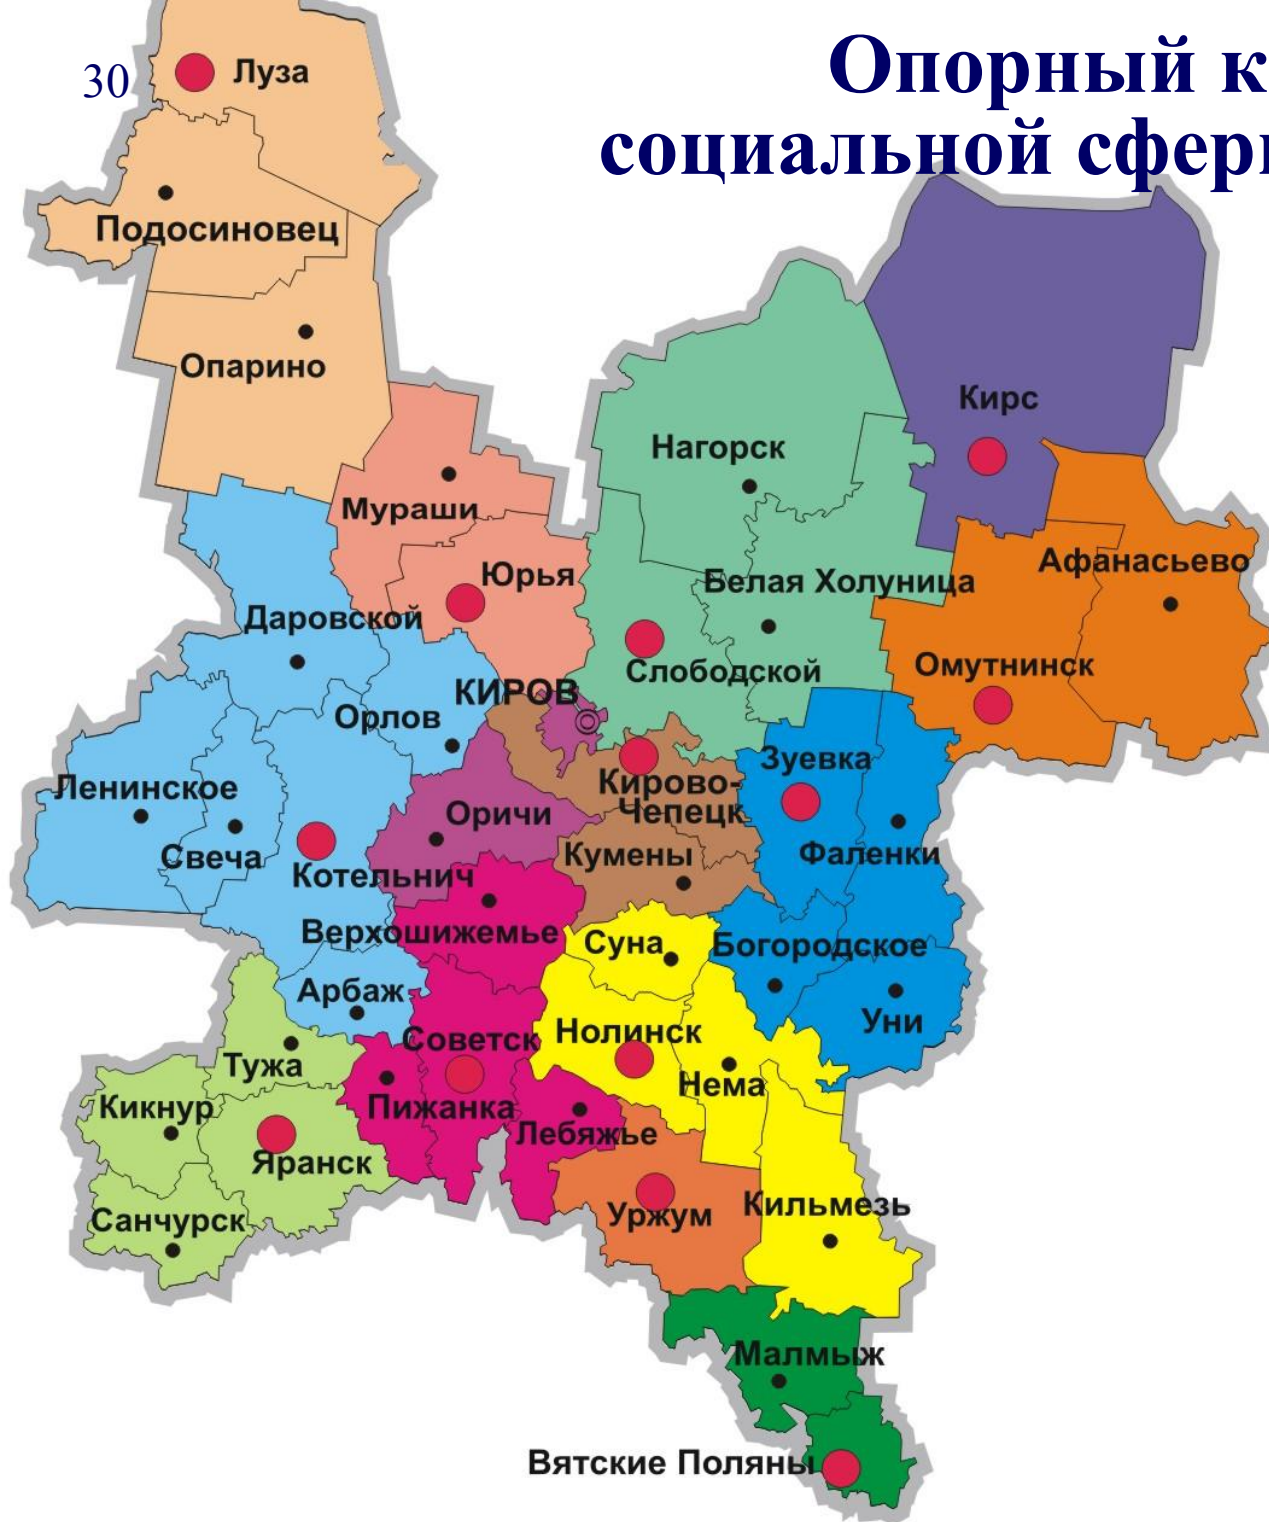 Опорный к
социальной сфер
30
Луза
Подосиновец
Опарино
Кирс
Нагорск
Мураши
Афанасьево
Юрья
Белая Холуница
Даровской
Омутнинск
Слободской
КИРОВ
Орлов
Зуевка
Кирово-
Чепецк
Ленинское
Оричи
Свеча
Котельнич
Кумены
Фаленки
Верхошижемье
Суна
Богородское
Арбаж
Уни
Советск
Нолинск
Тужа
Нема
Кикнур
Пижанка
Лебяжье
Яранск
Санчурск
Уржум
Кильмезь
Малмыж
Вятские Поляны